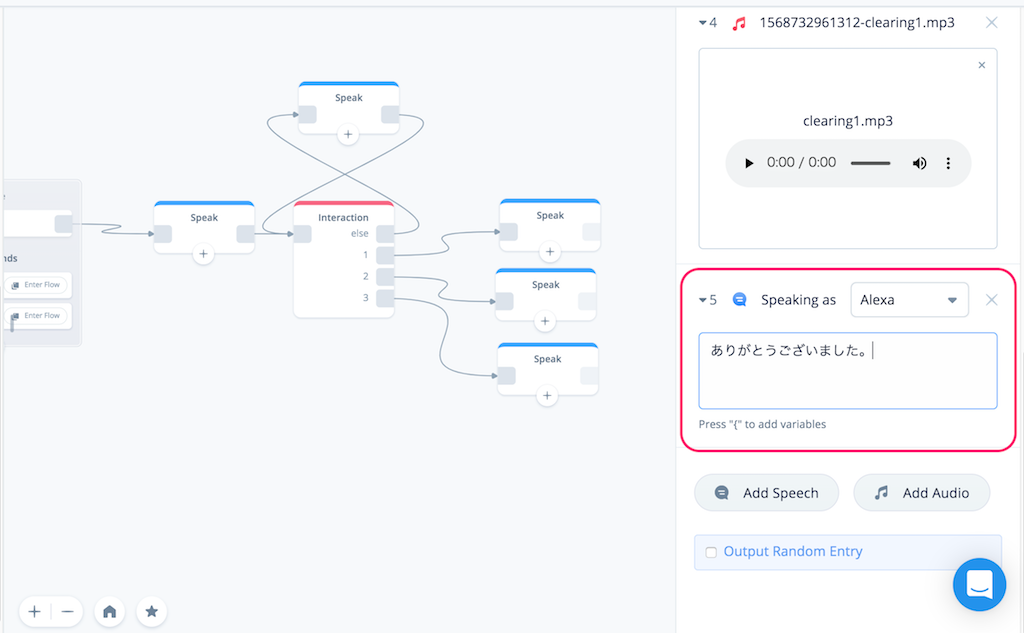 Speak
Speak
Interaction
else
1
2
3
Speak
Speak
Speak
nds
Enter Flow
Enter Flow
4 1568732961312-clearing1.mp3
clearing1.mp3
0:00 / 0:00
5 Speaking as Alexa
ありがとうございました。
Press "{" to add variables
Add Speech Add Audio
Output Random Entry